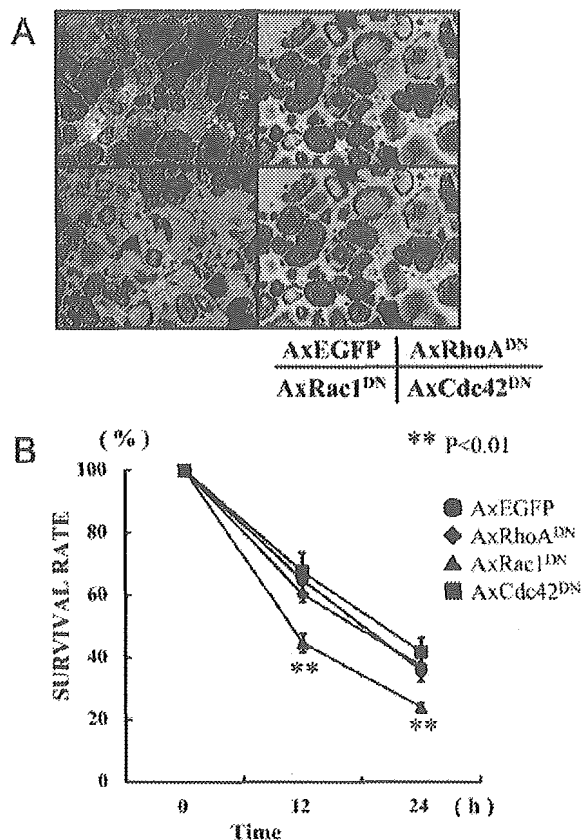 A
AxEGFP AxRhoA^DN
AxRac1^DN AxCdc42^DN
B
(%)
** P<0.01
100
80
60
40
20
0
SURVIVAL RATE
AxEGFP
AxRhoA^DN
AxRac1^DN
AxCdc42^DN
**
**
0 12 24 (h)
Time